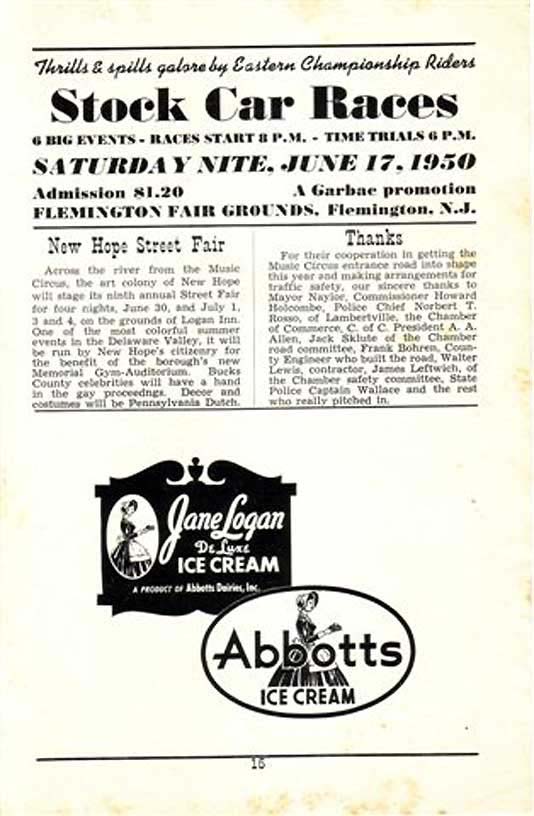 Thrills & spills galore by Eastern Championship Riders
Stock Car Races
6 BIG EVENTS - RACES START 8 P.M. - TIME TRIALS 6 P.M.
SATURDAY NITE, JUNE 17, 1950
Admission $1.20 A Garbac promotion
FLEMINGTON FAIR GROUNDS, Flemington, N.J.
New Hope Street Fair
Across the river from the Music
Circus, the art colony of New Hope
will stage its ninth annual Street Fair
for four nights, June 30, and July 1,
3 and 4, on the grounds of Logan Inn.
One of the most colorful summer
events in the Delaware Valley, it will
be run by New Hope's citizenry for
the benefit of the borough's new
Memorial Gym-Auditorium. Bucks
County celebrities will have a hand
in the gay proceedngs. Decor and
costumes will be Pennsylvania Dutch.
Thanks
For their cooperation in getting the
Music Circus entrance road into shape
this year and making arrangements for
traffic safety, our sincere thanks to
Mayor Naylor, Commissioner Howard
Holcombe, Police Chief Norbert T.
Rosso, of Lambertville, the Chamber
of Commerce, C. of C. President A. A.
Allen, Jack Sklute of the Chamber
road committee, Frank Bohren, Coun-
ty Engineer who built the road, Walter
Lewis, contractor, James Leftwich, of
the Chamber safety committee, State
Police Captain Wallace and the rest
who really pitched in.
Jane Logan
De Luxe
ICE CREAM
A PRODUCT OF Abbotts Dairies, Inc.
Abbotts
ICE CREAM
15